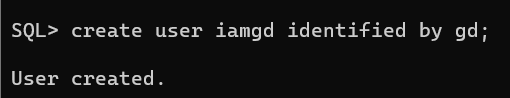 SQL> create user iamgd identified by gd;
User created.